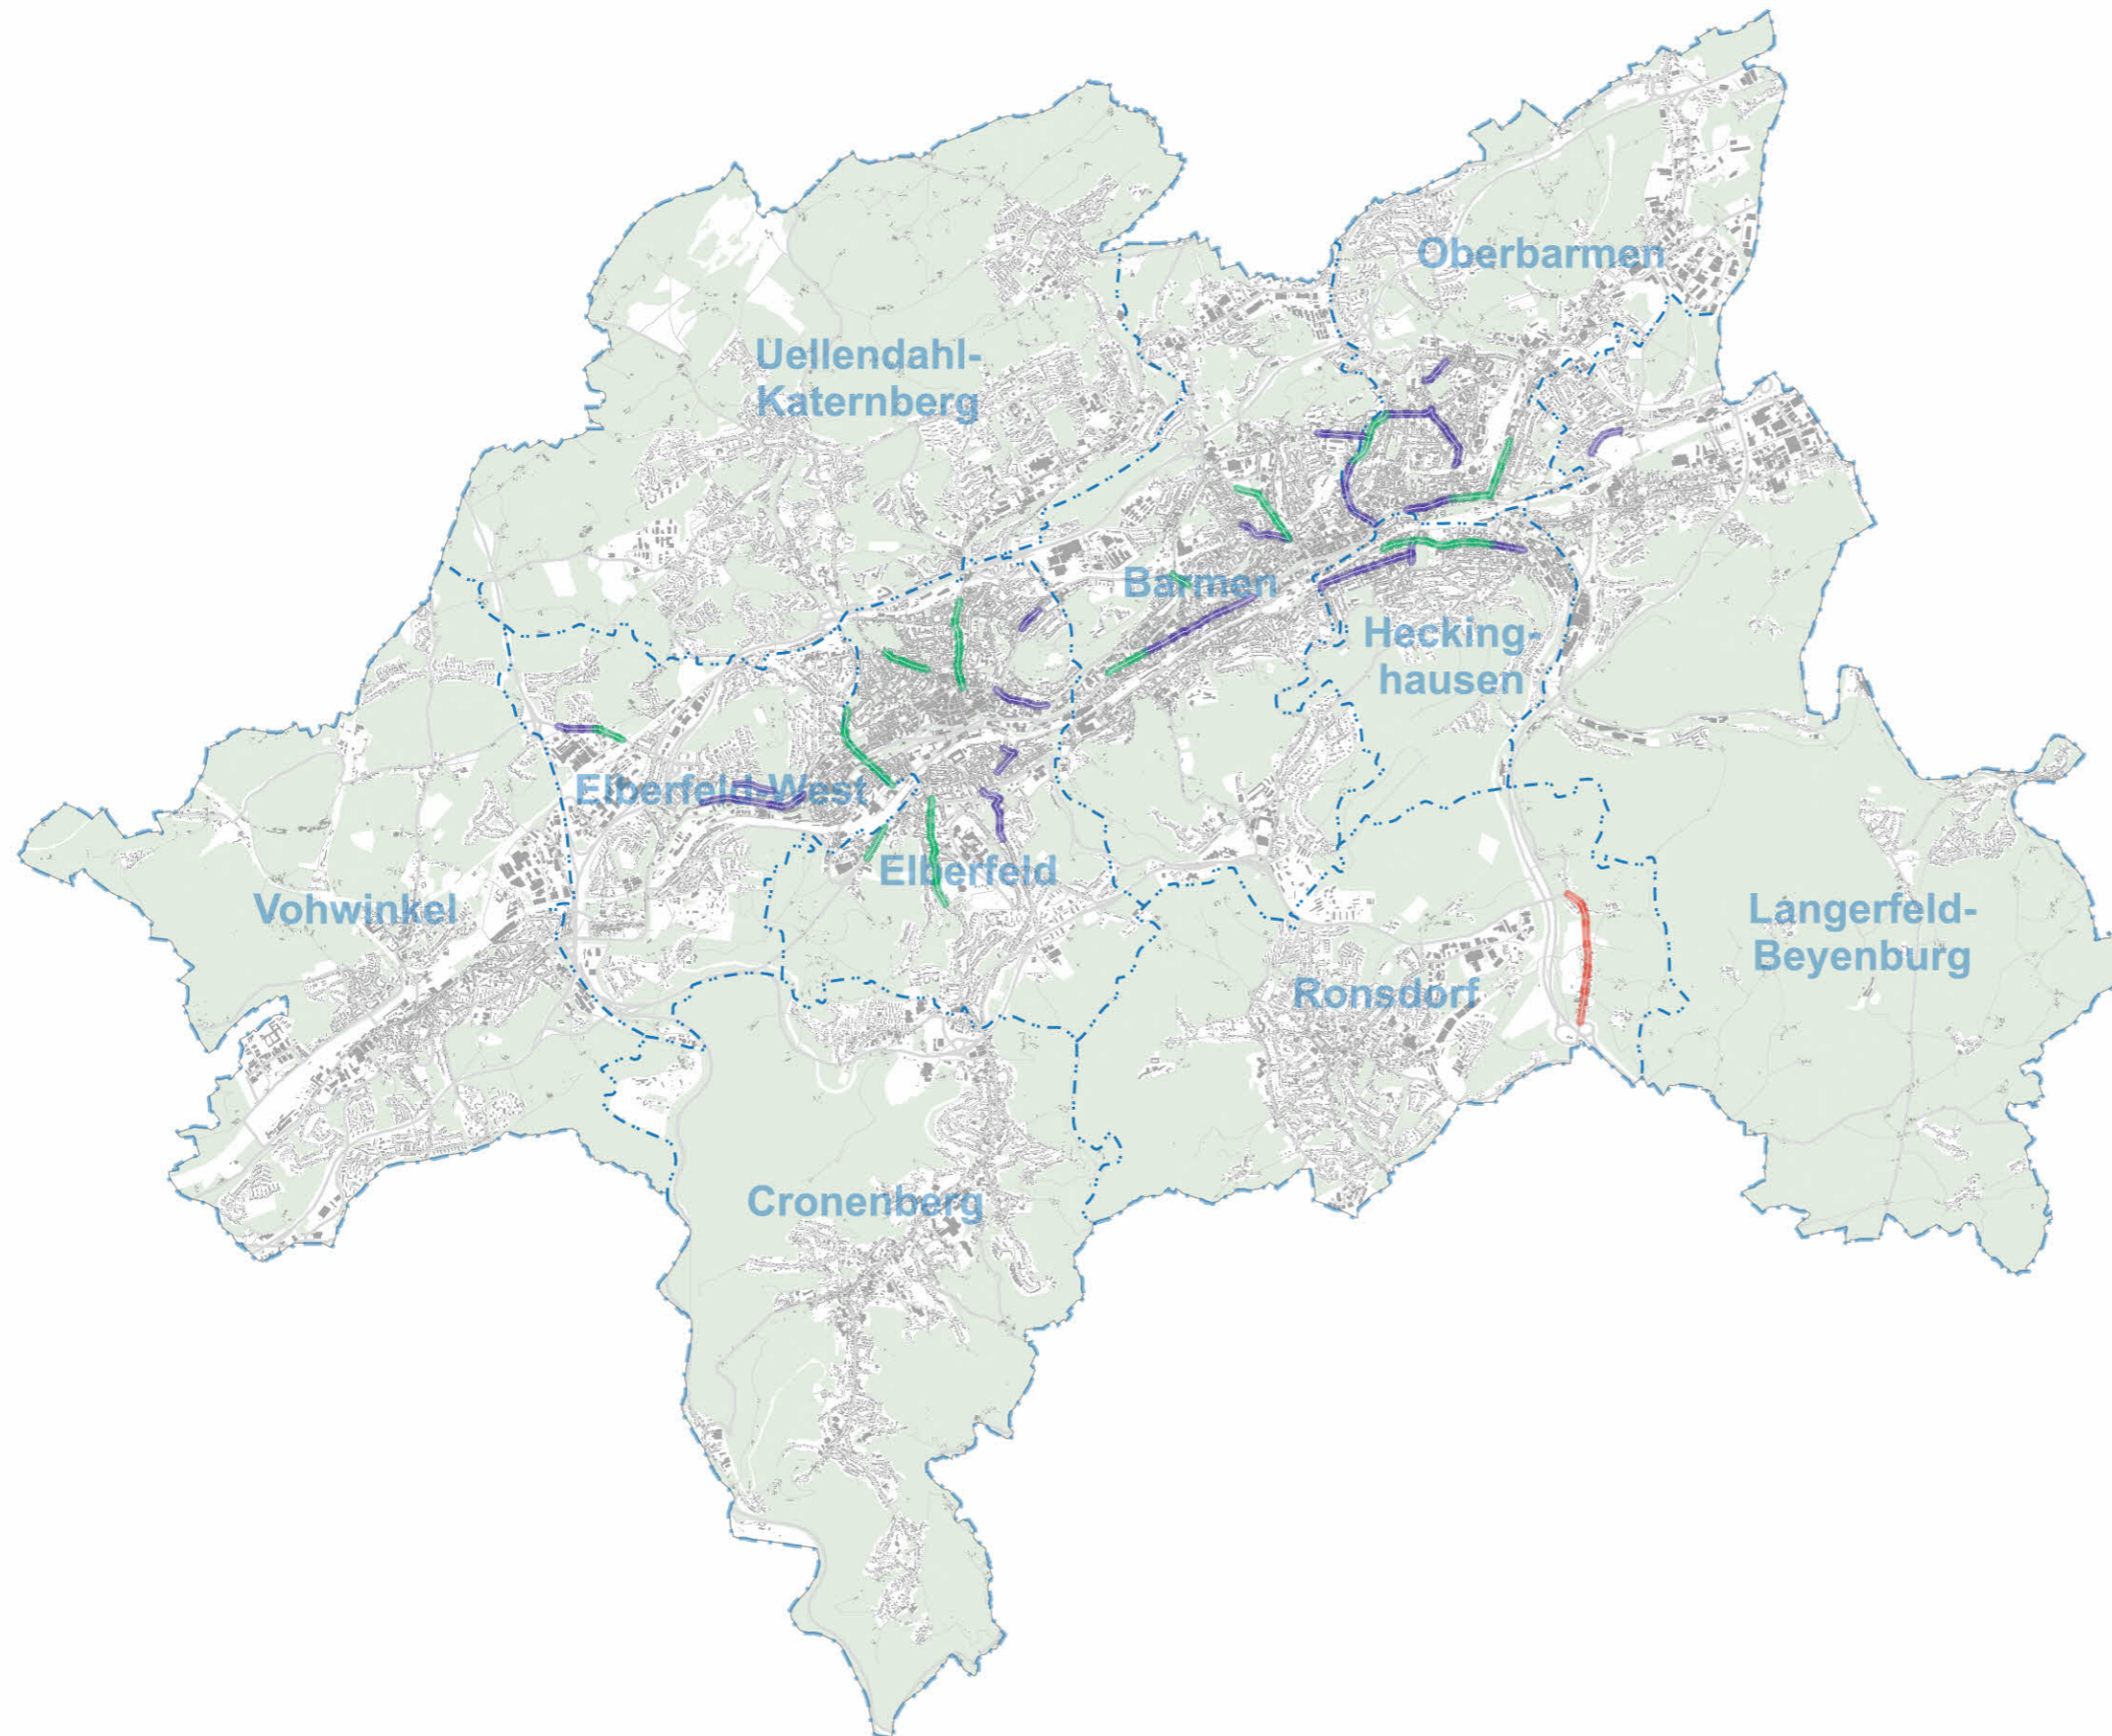 Oberbarmen
Uellendahl-
Katernberg
Barmen
Hecking-
hausen
Elberfeld-West
Elberfeld
Vohwinkel
Langerfeld-
Beyenburg
Ronsdorf
Cronenberg